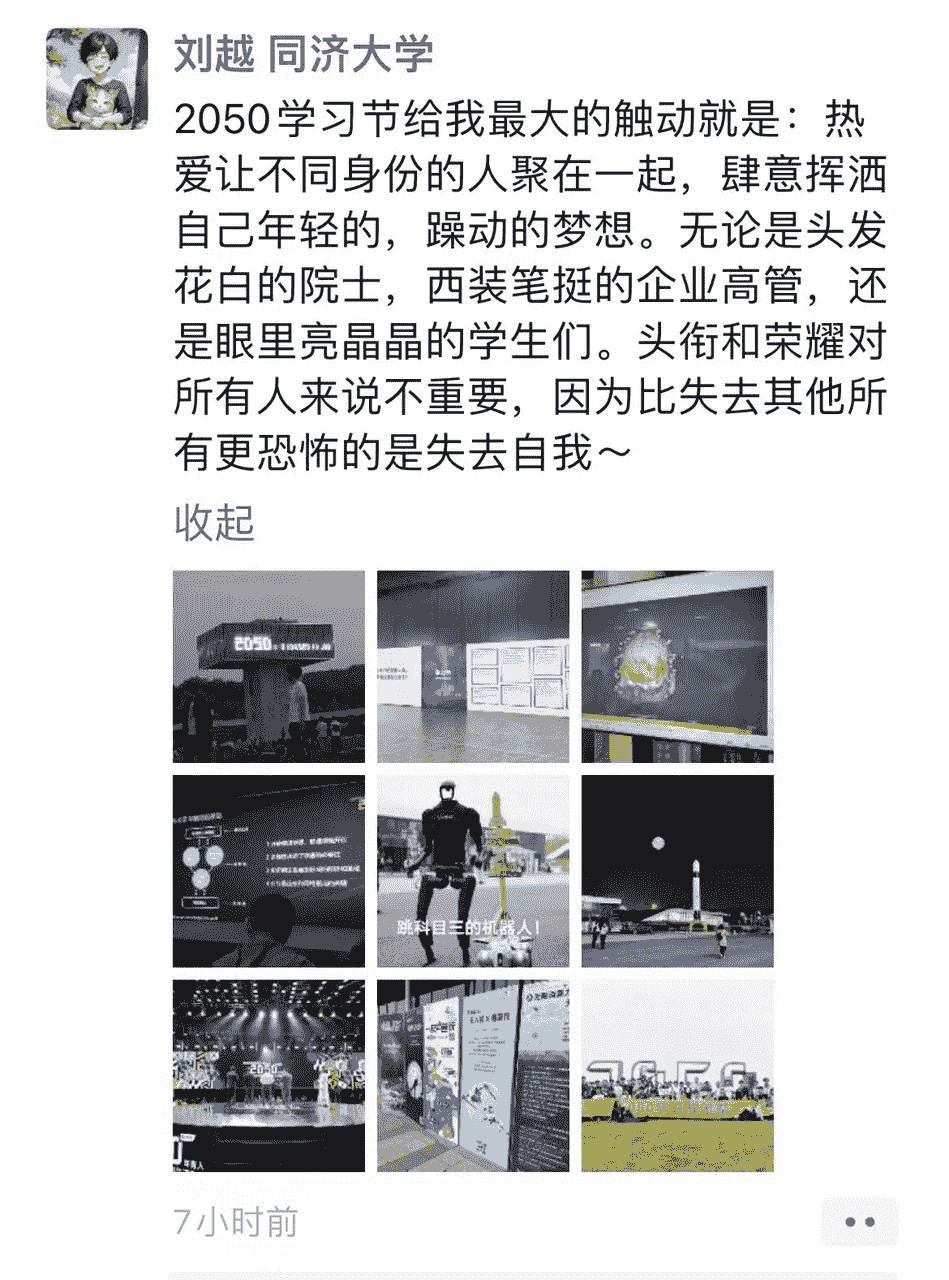 刘越 同济大学
2050学习节给我最大的触动就是：热
爱让不同身份的人聚在一起，肆意挥洒
自己年轻的，躁动的梦想。无论是头发
花白的院士，西装笔挺的企业高管，还
是眼里亮晶晶的学生们。头衔和荣耀对
所有人来说不重要，因为比失去其他所
有更恐怖的是失去自我～
收起
2050
跳科目三的机器人！
2050
7小时前